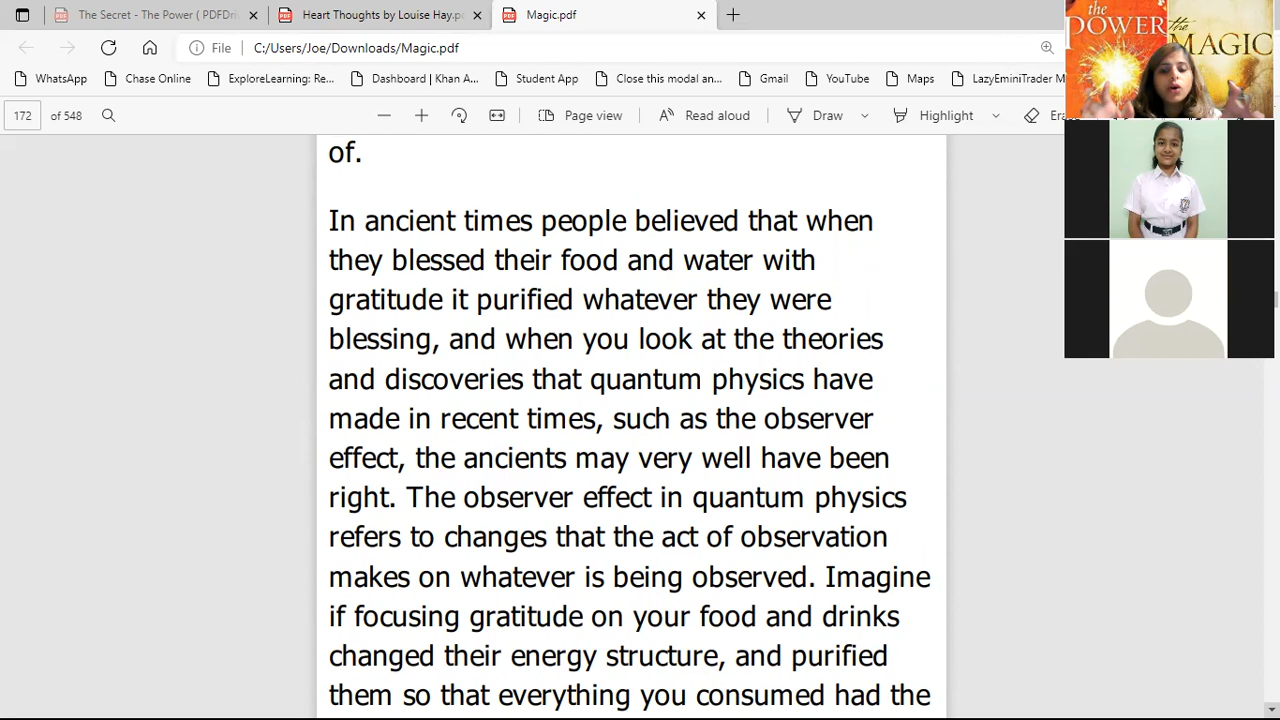 The Secret - The Power ( PDFDri
Heart Thoughts by Louise Hay.p
Magic.pdf
File C:/Users/Joe/Downloads/Magic.pdf
WhatsApp Chase Online ExploreLearning: Re... Dashboard | Khan A... Student App Close this modal an... Gmail YouTube Maps LazyEminiTrader M
172 of 548 Page view Read aloud Draw Highlight Era
the
POWER
the
MAGIC
of.
In ancient times people believed that when
they blessed their food and water with
gratitude it purified whatever they were
blessing, and when you look at the theories
and discoveries that quantum physics have
made in recent times, such as the observer
effect, the ancients may very well have been
right. The observer effect in quantum physics
refers to changes that the act of observation
makes on whatever is being observed. Imagine
if focusing gratitude on your food and drinks
changed their energy structure, and purified
them so that everything you consumed had the